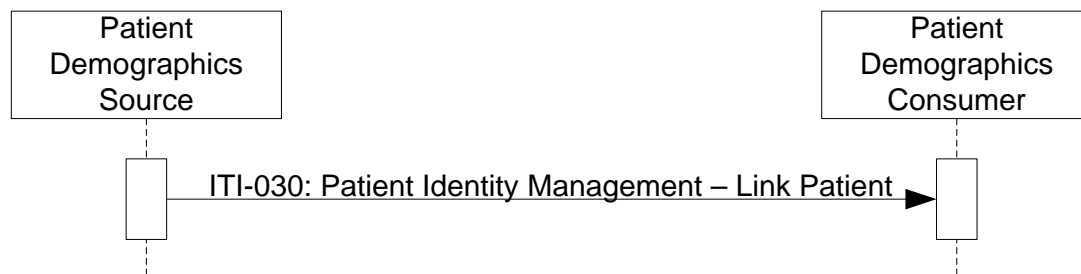 Patient
Demographics
Source
Patient
Demographics
Consumer
ITI-030: Patient Identity Management – Link Patient